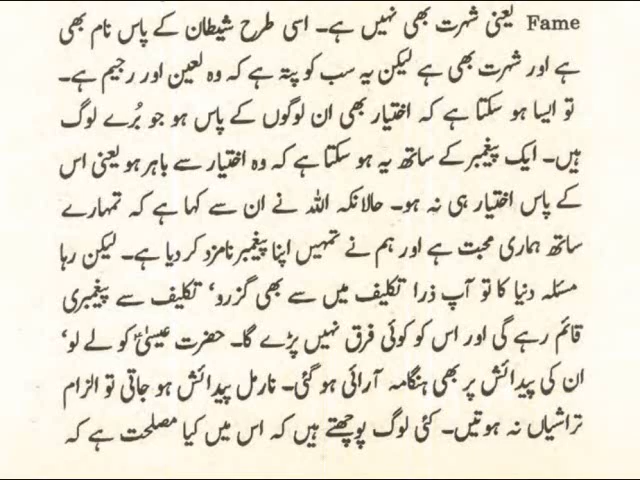 Fame یعنی شہرت بھی نہیں ہے۔ اسی طرح شیطان کے پاس نام بھی
ہے اور شہرت بھی ہے لیکن یہ سب کو پتہ ہے کہ وہ لعین اور رجیم ہے۔
تو ایسا ہو سکتا ہے کہ اختیار بھی ان لوگوں کے پاس ہو جو بُرے لوگ
ہیں۔ ایک پیغمبر کے ساتھ یہ ہو سکتا ہے کہ وہ اختیار سے باہر ہو یعنی اس
کے پاس اختیار ہی نہ ہو۔ حالانکہ اللہ نے ان سے کہا ہے کہ تمہارے
ساتھ ہماری محبت ہے اور ہم نے تمہیں اپنا پیغمبر نامزد کر دیا ہے۔ لیکن رہا
مسئلہ دنیا کا تو آپ ذرا تکلیف میں سے بھی گزرو‘ تکلیف سے پیغمبری
قائم رہے گی اور اس کو کوئی فرق نہیں پڑے گا۔ حضرت عیسیٰؑ کو لے لو‘
ان کی پیدائش پر بھی ہنگامہ آرائی ہو گئی۔ نارمل پیدائش ہو جاتی تو الزام
تراشیاں نہ ہوتیں۔ کئی لوگ پوچھتے ہیں کہ اس میں کیا مصلحت ہے کہ